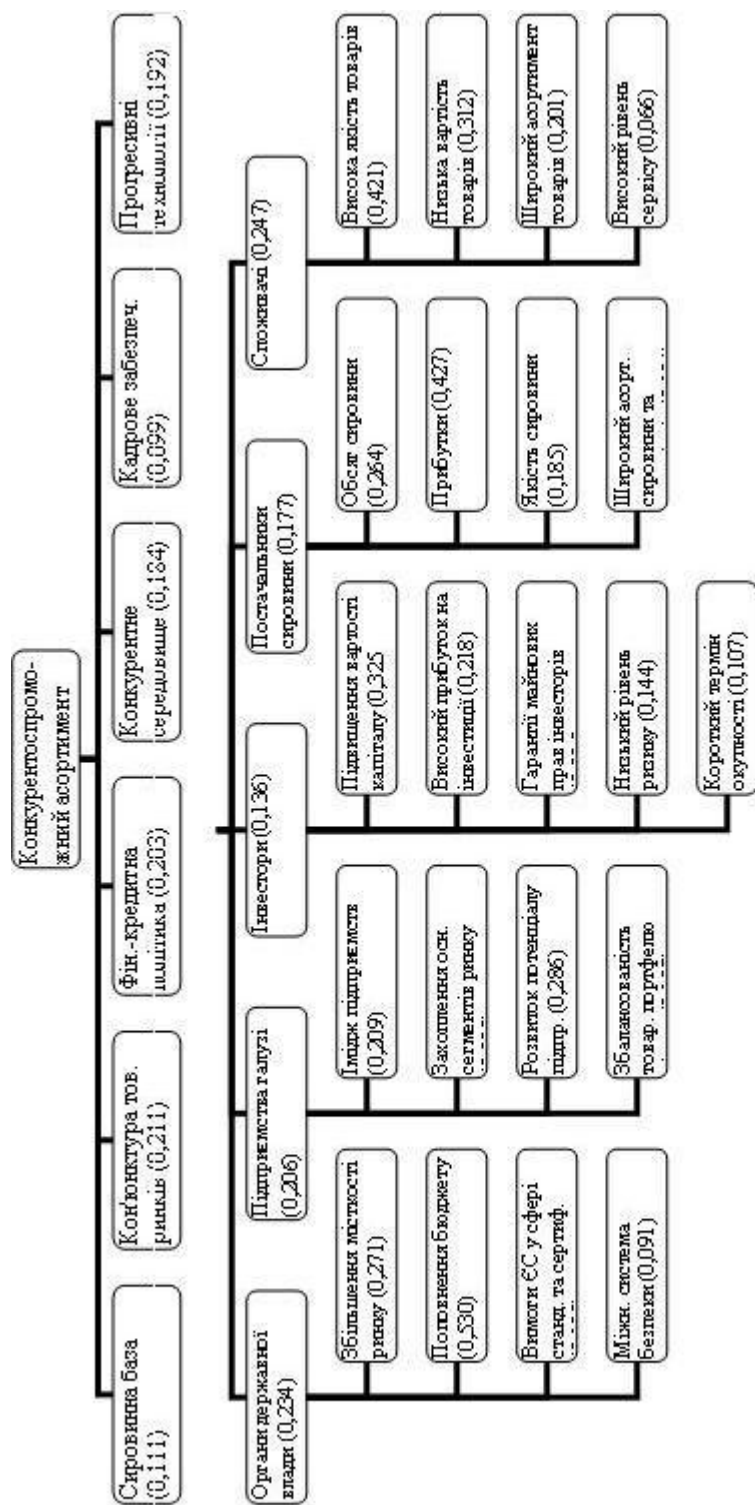 Конкурентоспромо-
жний асортимент
Сировинна база
(0,111)
Кон'юнктура тов.
ринків (0,211)
Фін.-кредитна
політика (0,203)
Конкурентне
середовище (0,184)
Кадрове забезпеч.
(0,099)
Прогресивні
технології (0,192)
Органи державної
влади (0,234)
Підприємства галузі
(0,206)
Інвестори (0,136)
Постачальники
сировини (0,177)
Споживачі (0,247)
Збільшення місткості
ринку (0,271)
Поповнення бюджету
(0,530)
Вимоги ЄС у сфері
станд. та сертиф.
Міжн. система
безпеки (0,091)
Імідж підприємств
(0,209)
Захоплення осн.
сегментів ринку
Розвиток потенціалу
підпр. (0,286)
Збалансованість
товар. портфелю
Підвищення вартості
капіталу (0,325
Високий прибуток на
інвестиції (0,218)
Гарантії майнових
прав інвесторів
Низький рівень
ризику (0,144)
Короткий термін
окупності (0,107)
Обсяг сировини
(0,264)
Прибутки (0,427)
Якість сировини
(0,185)
Широкий асорт..
сировини та
Висока якість товарів
(0,421)
Низька вартість
товарів (0,312)
Широкий асортимент
товарів (0,201)
Високий рівень
сервісу (0,066)